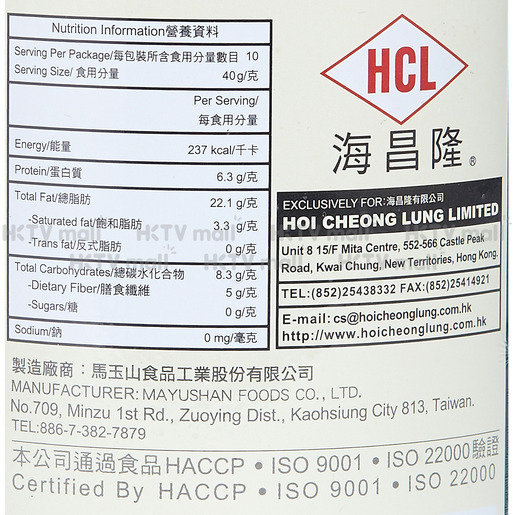 Nutrition Information營養資料
Serving Per Package/每包裝所含食用分量數目 10
Serving Size/ 食用分量 40g/克
Per Serving/
每食用分量
Energy/能量 237 kcal/千卡
Protein/蛋白質 6.3 g/克
Total Fat/總脂肪 22.1 g/克
-Saturated fat/飽和脂肪 3.3 g/克
-Trans fat/反式脂肪 0 g/克
Total Carbohydrates/總碳水化合物 8.3 g/克
-Dietary Fiber/膳食纖維 5 g/克
-Sugars/糖 0 g/克
Sodium/鈉 0 mg/毫克
HCL
海昌隆®
EXCLUSIVELY FOR:海昌隆有限公司
HOI CHEONG LUNG LIMITED
Unit 8 15/F Mita Centre, 552-566 Castle Peak
Road, Kwai Chung, New Territories, Hong Kong.
TEL:(852)25438332 FAX:(852)25414921
E-mail: cs@hoicheonglung.com.hk
http://www.hoicheonglung.com.hk
HKTV mall HKTV mall HKTV mall HKTV mall
製造廠商：馬玉山食品工業股份有限公司
MANUFACTURER: MAYUSHAN FOODS CO., LTD.
No.709, Minzu 1st Rd., Zuoying Dist., Kaohsiung City 813, Taiwan.
TEL:886-7-382-7879
本公司通過食品HACCP • ISO 9001 • ISO 22000驗證
Certified By HACCP • ISO 9001 • ISO 22000